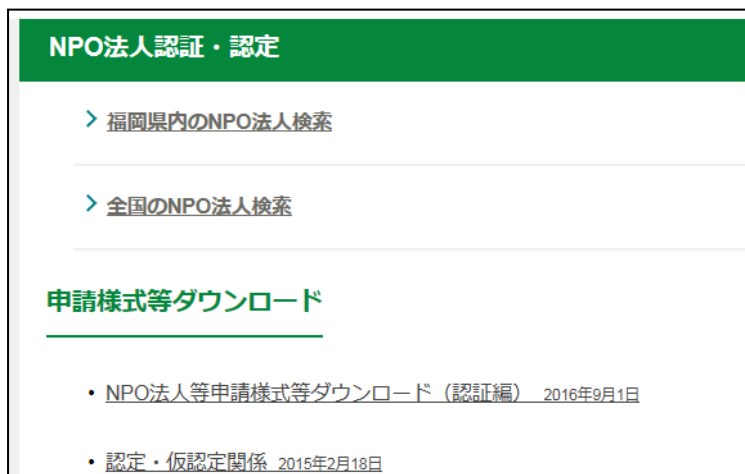 NPO法人認証・認定
福岡県内のNPO法人検索
全国のNPO法人検索
申請様式等ダウンロード
・NPO法人等申請様式等ダウンロード（認証編） 2016年9月1日
・認定・仮認定関係 2015年2月18日